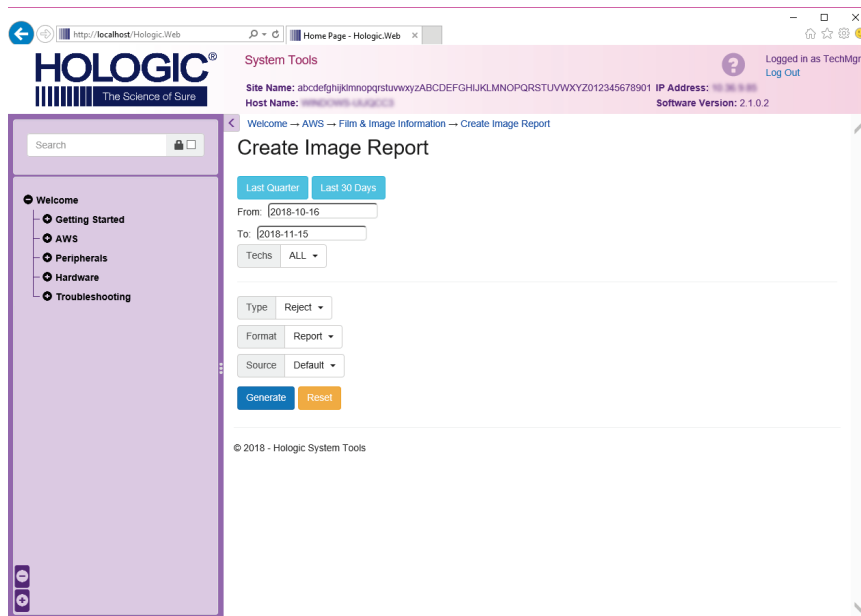 http://localhost/Hologic.Web
Home Page - Hologic.Web
HOLOGIC®
The Science of Sure
System Tools
Logged in as TechMgr
Log Out
Site Name: abcdefghijklmnopqrstuvwxyzABCDEFGHIJKLMNOPQRSTUVWXYZ012345678901 IP Address:
Host Name:
Software Version: 2.1.0.2
Search
Welcome
Getting Started
AWS
Peripherals
Hardware
Troubleshooting
Welcome → AWS → Film & Image Information → Create Image Report
Create Image Report
Last Quarter Last 30 Days
From: 2018-10-16
To: 2018-11-15
Techs ALL
Type Reject
Format Report
Source Default
Generate Reset
© 2018 - Hologic System Tools